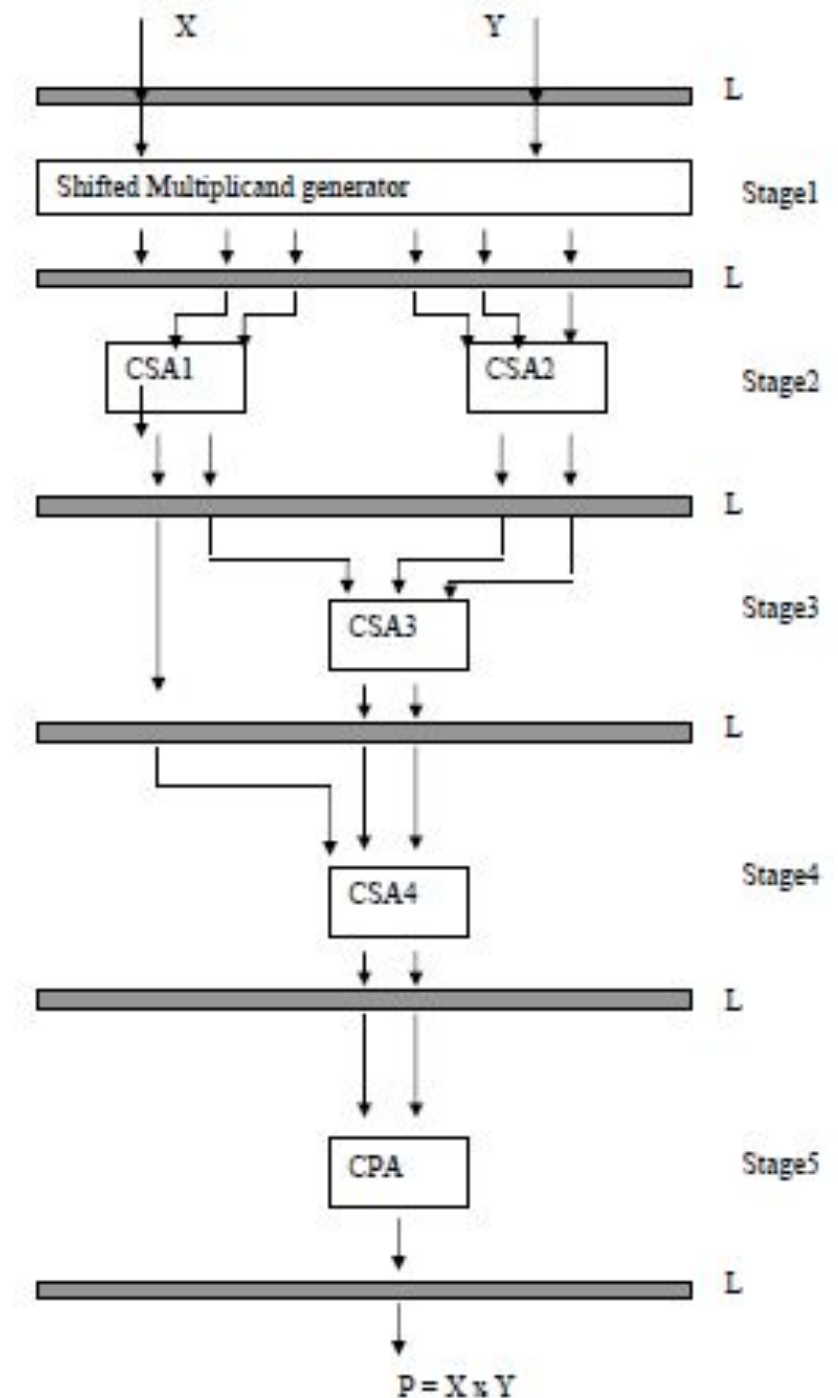 X Y
L
Shifted Multiplicand generator Stage1
L
CSA1 CSA2 Stage2
L
CSA3 Stage3
L
CSA4 Stage4
L
CPA Stage5
L
P = X x Y